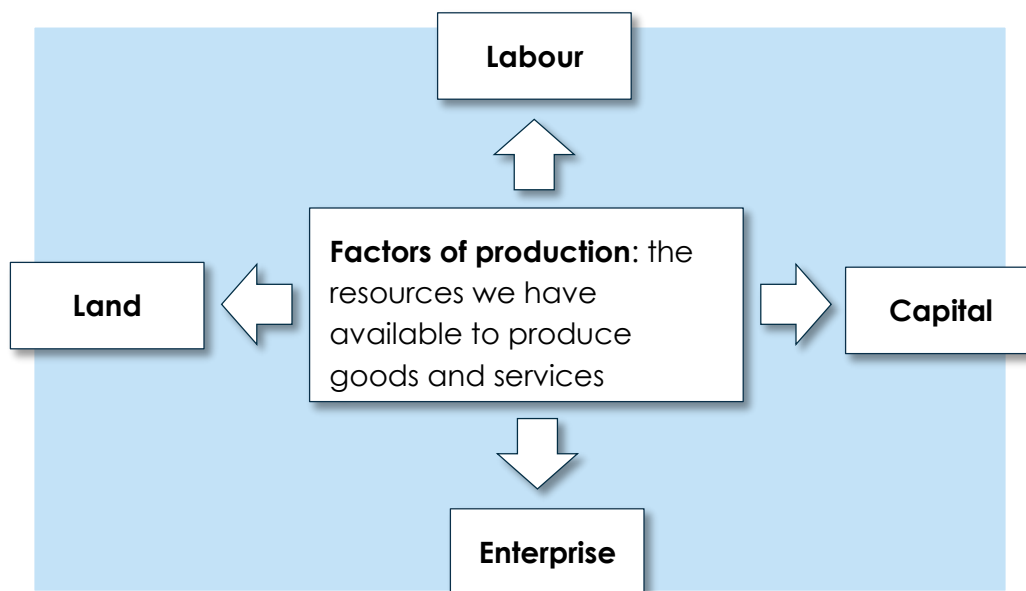 Labour
Factors of production: the
resources we have
available to produce
goods and services
Land
Capital
Enterprise